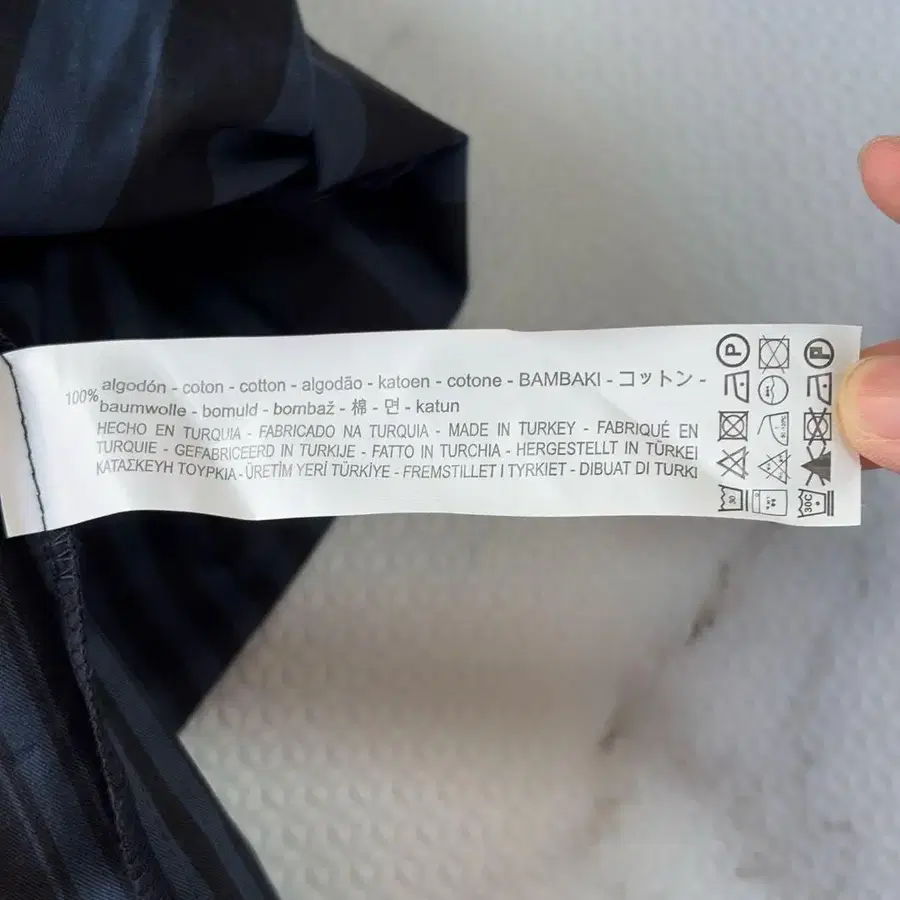 100% algodón - coton - cotton - algodão - katoen - cotone - BAMBAKI - コットン -
baumwolle - bomuld - bombaž - 棉 - 면 - katun
HECHO EN TURQUIA - FABRICADO NA TURQUIA - MADE IN TURKEY - FABRIQUÉ EN
TURQUIE - GEFABRICEERD IN TURKIJE - FATTO IN TURCHIA - HERGESTELLT IN TÜRKEI
ΚΑΤΑΣΚΕΥΗ ΤΟΥΡΚΙΑ - ÜRETİM YERİ TÜRKİYE - FREMSTILLET I TYRKIET - DIBUAT DI TURKI
P
P
30
30C